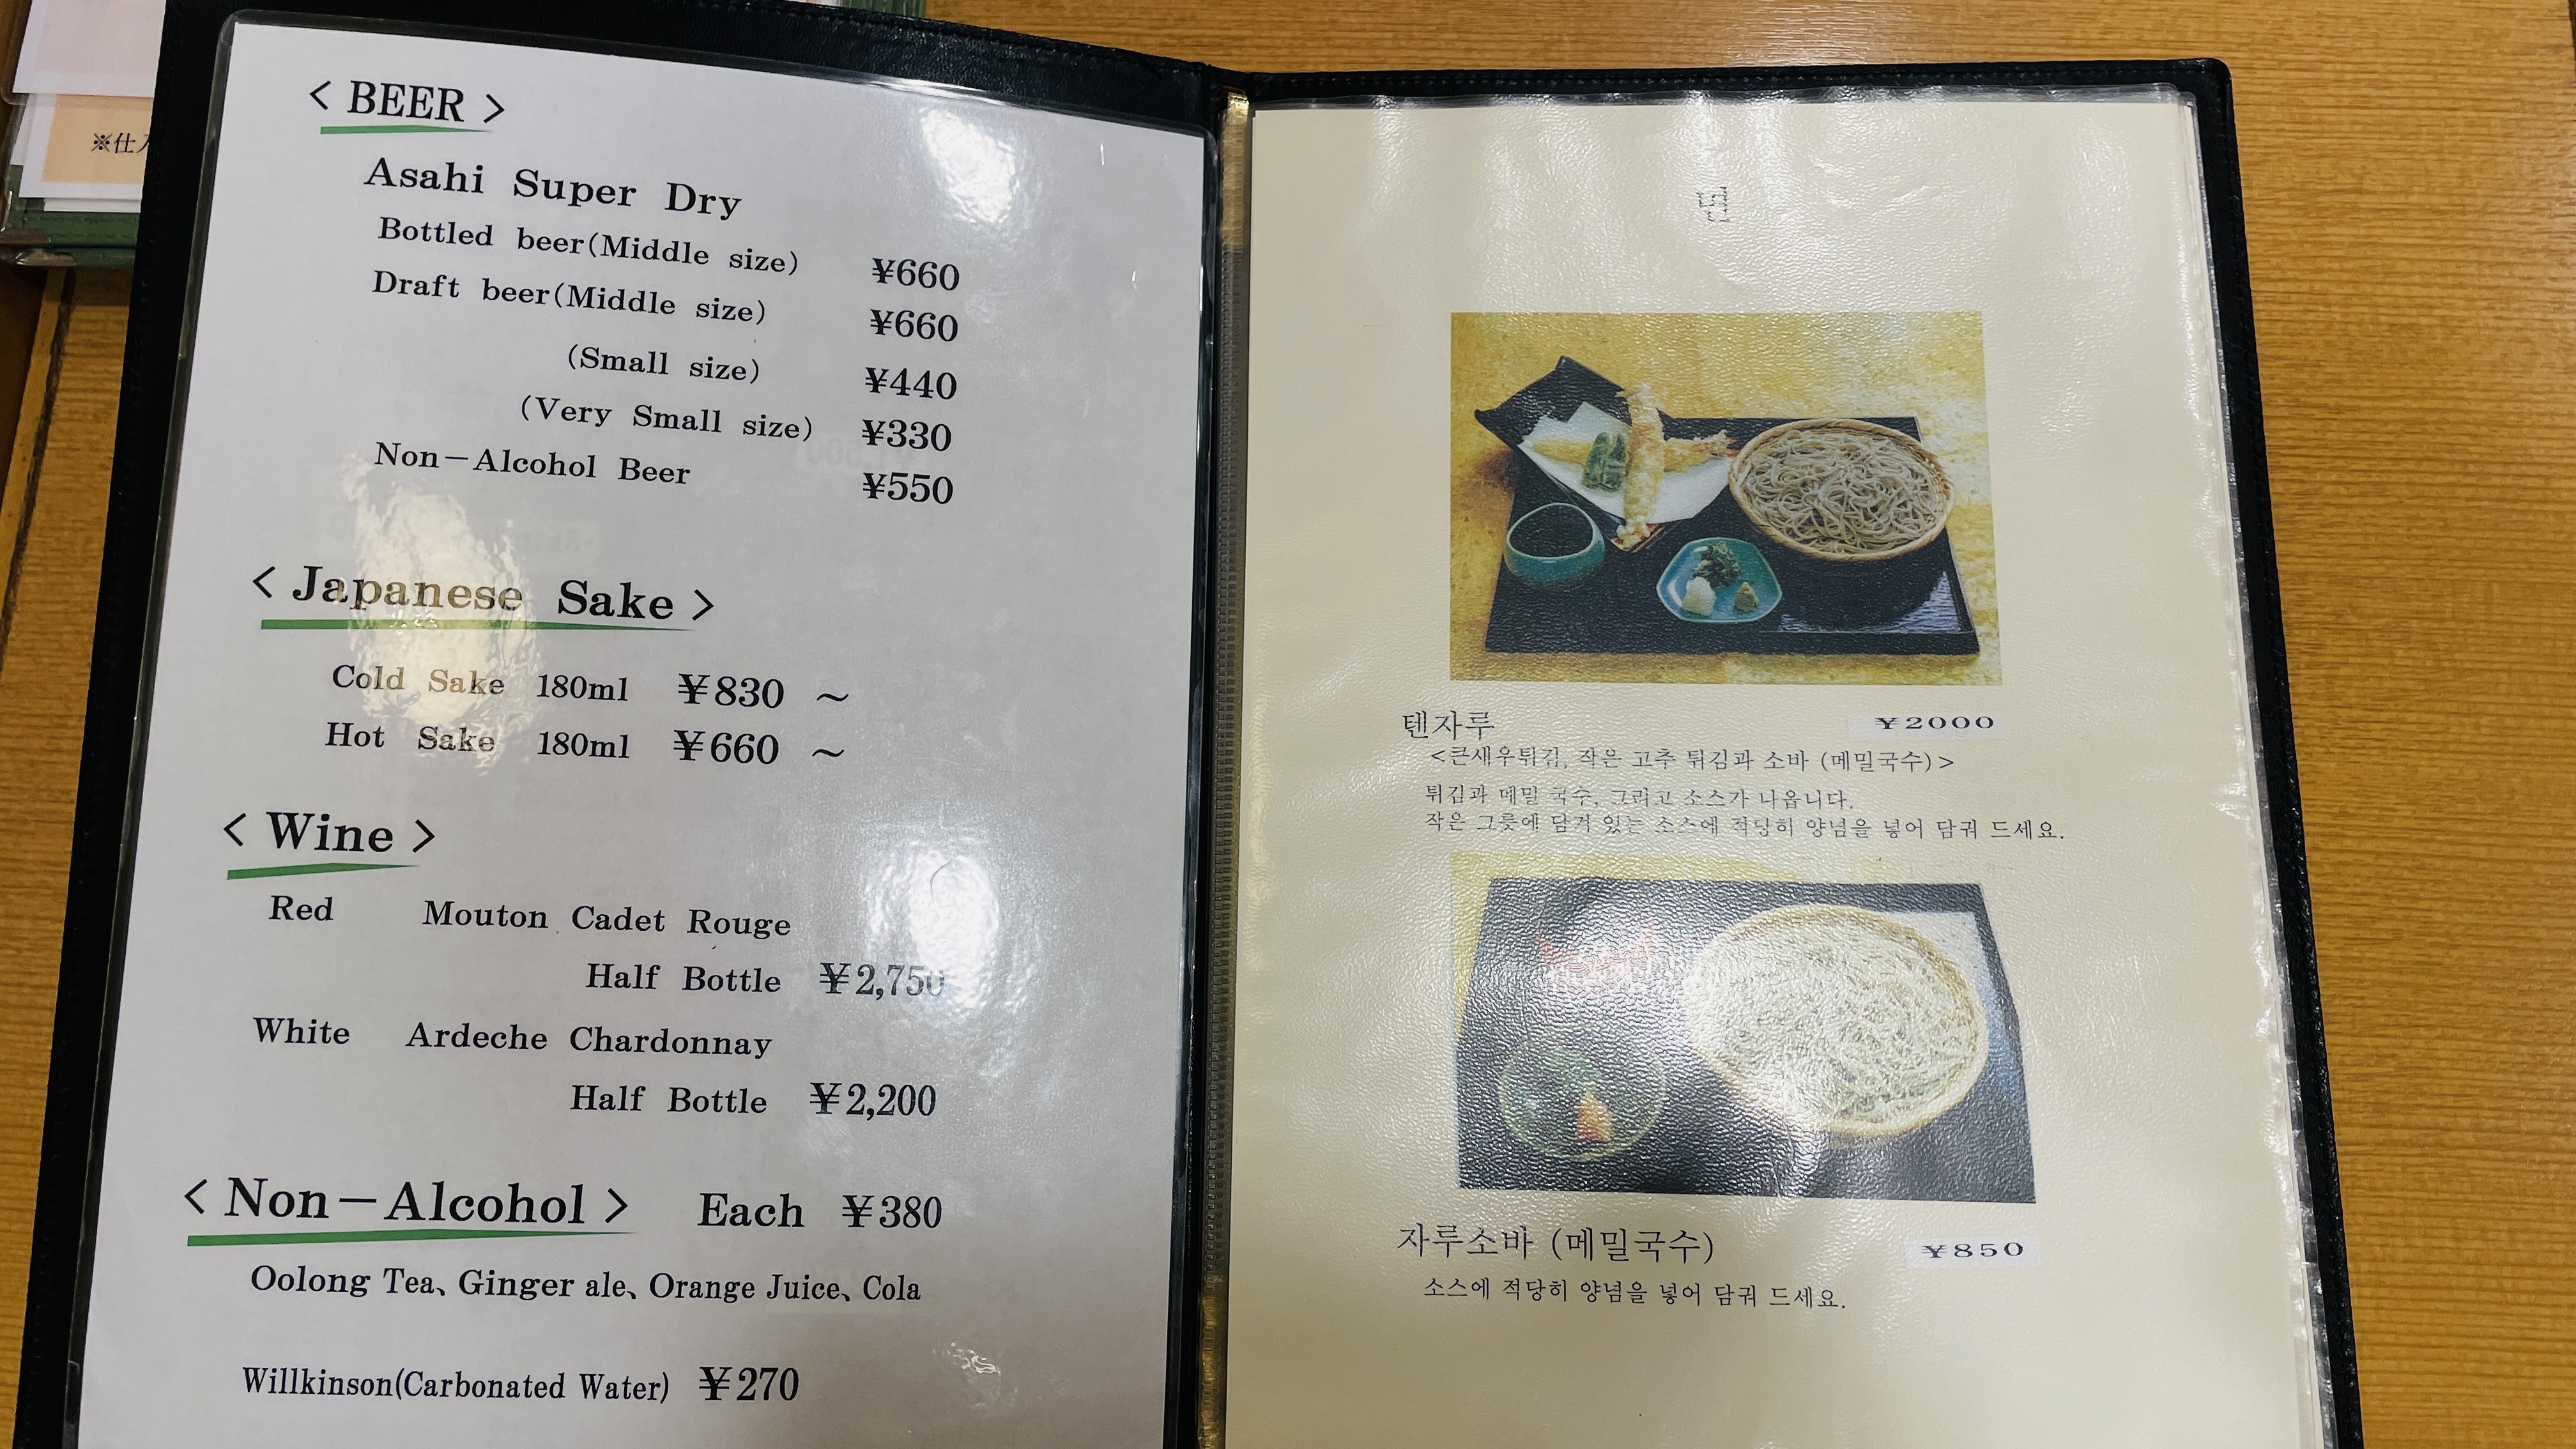 ※仕入
< BEER >
Asahi Super Dry
Bottled beer(Middle size) ¥660
Draft beer(Middle size) ¥660
(Small size) ¥440
(Very Small size) ¥330
Non－Alcohol Beer ¥550
< Japanese Sake >
Cold Sake 180ml ¥830 ～
Hot Sake 180ml ¥660 ～
< Wine >
Red Mouton Cadet Rouge
Half Bottle ¥2,750
White Ardeche Chardonnay
Half Bottle ¥2,200
< Non－Alcohol > Each ¥380
Oolong Tea、Ginger ale、Orange Juice、Cola
Willkinson(Carbonated Water) ¥270
텐자루 ¥2000
<큰새우튀김, 작은 고추 튀김과 소바 (메밀국수)>
튀김과 메밀 국수, 그리고 소스가 나옵니다.
작은 그릇에 담겨 있는 소스에 적당히 양념을 넣어 담궈 드세요.
자루소바 (메밀국수) ¥850
소스에 적당히 양념을 넣어 담궈 드세요.